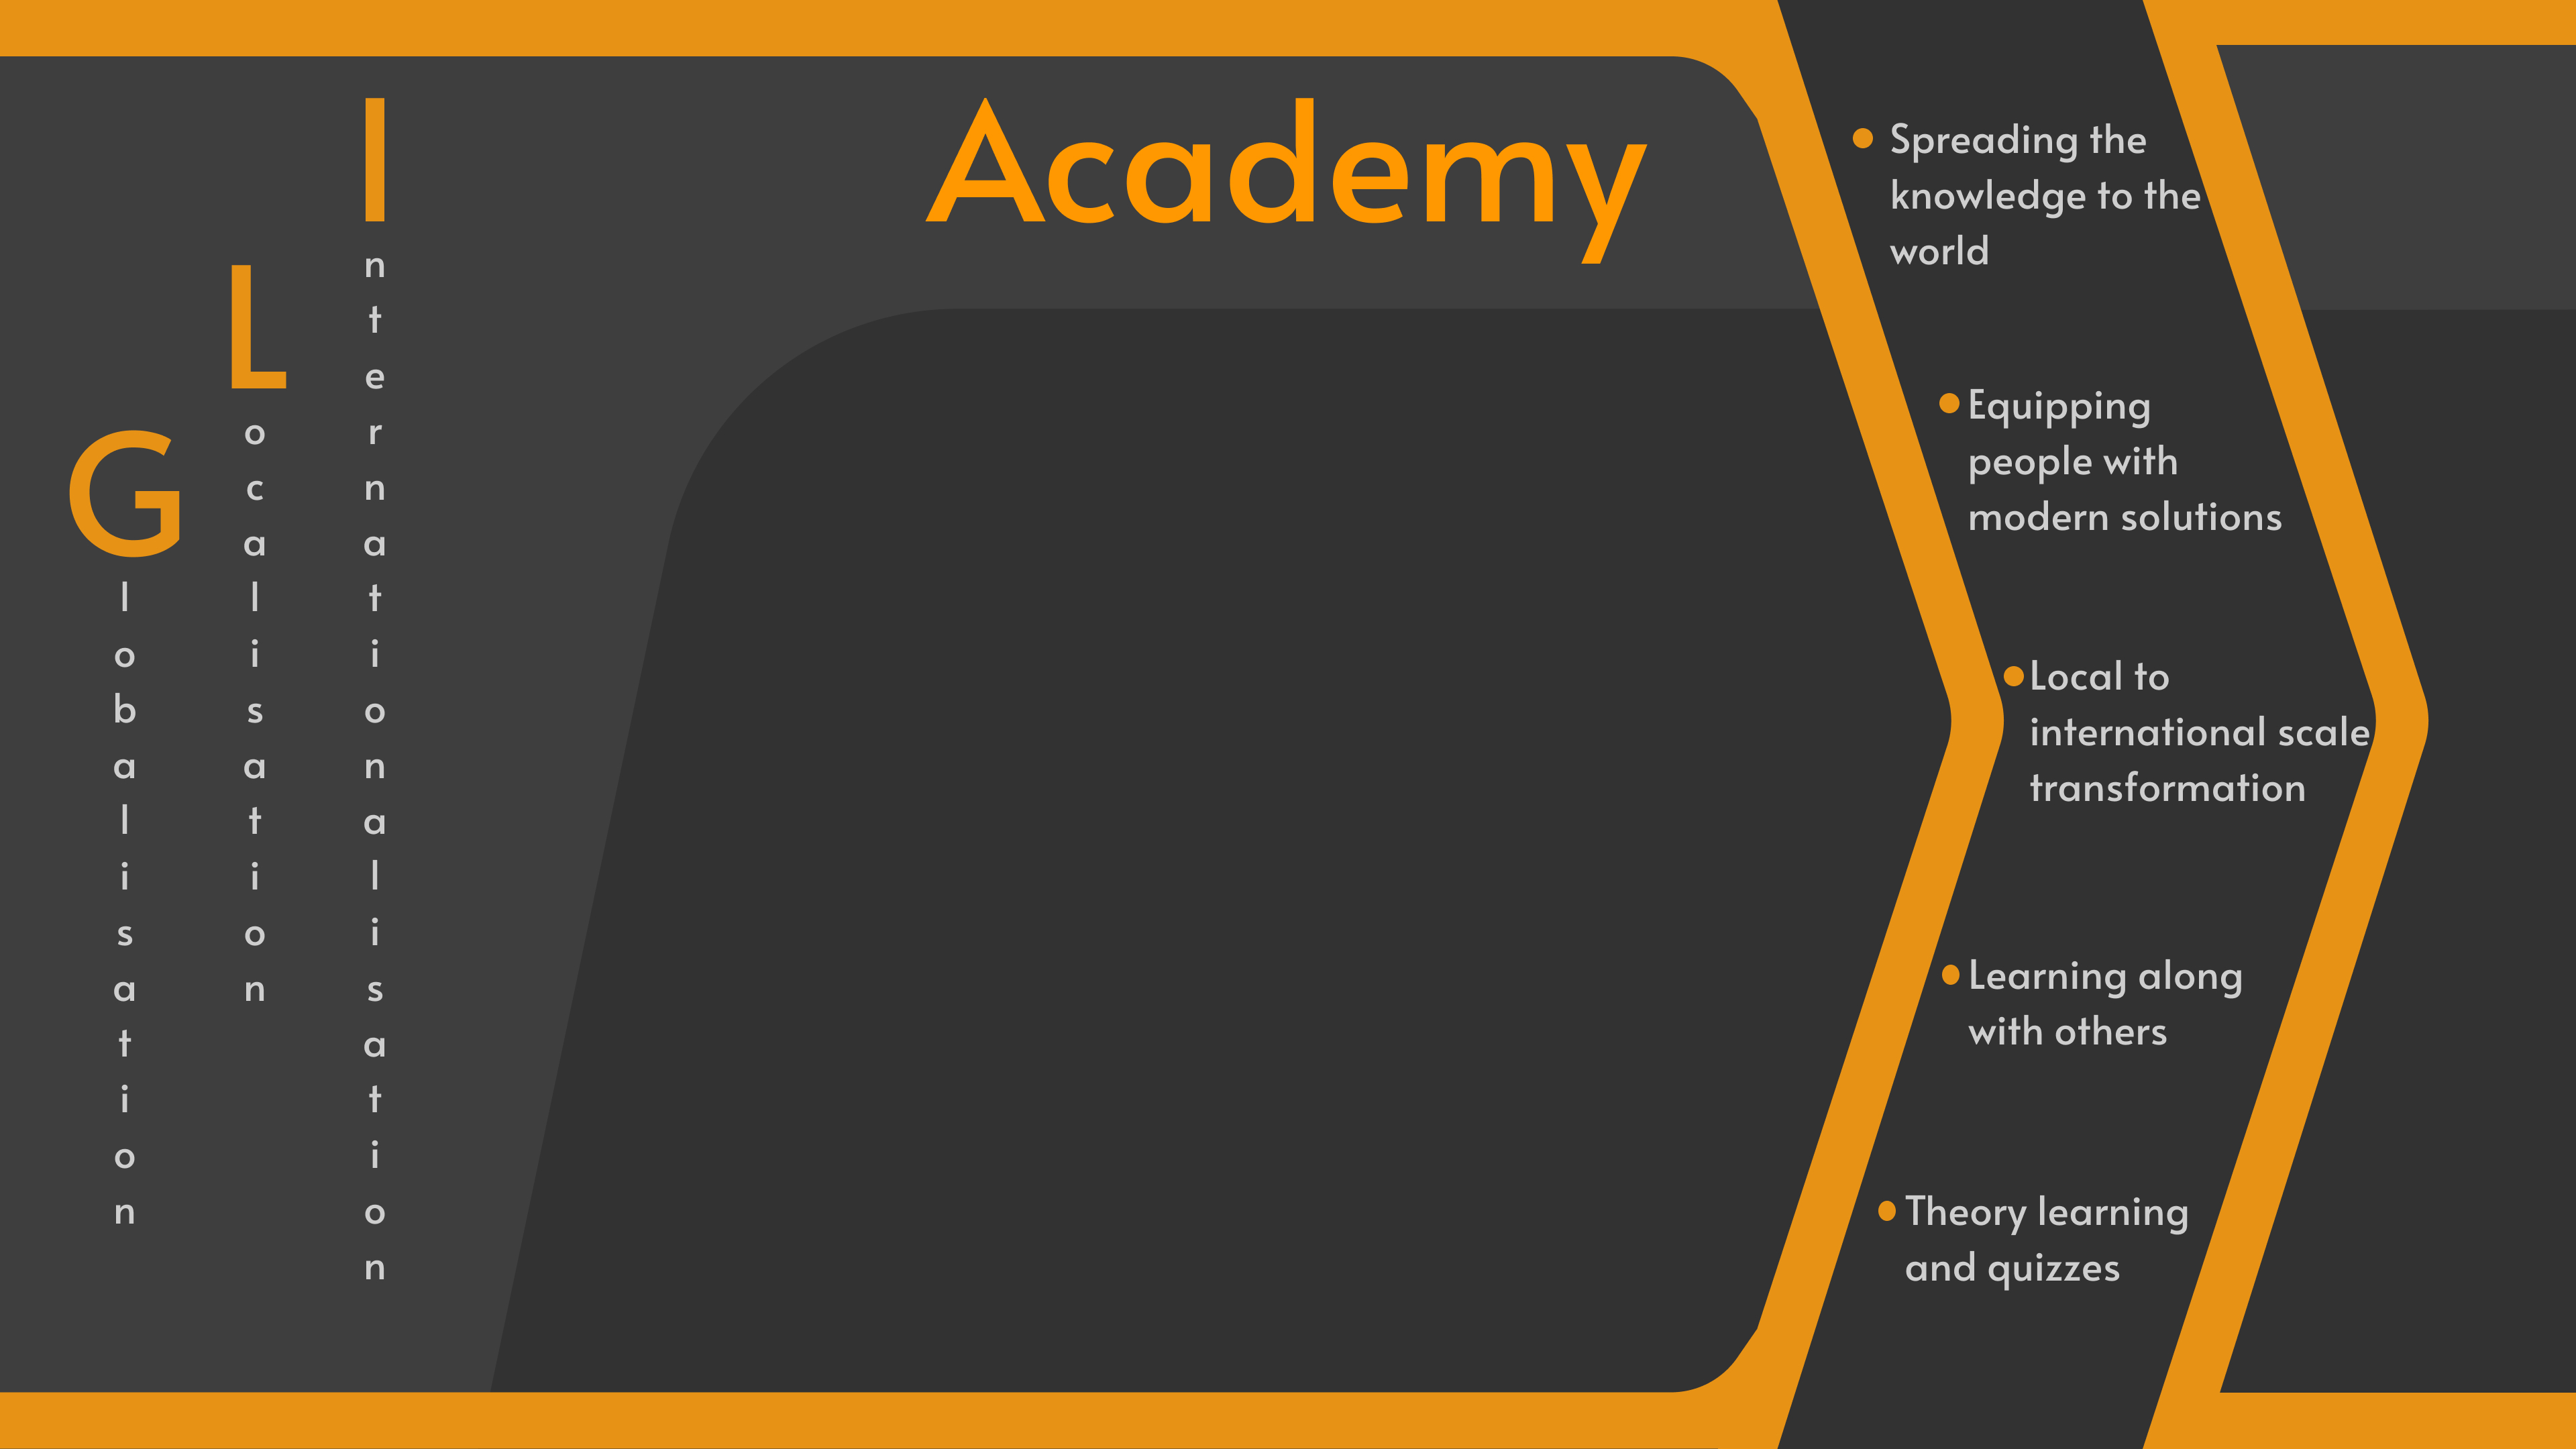 Globalisation
Localisation
Internationalisation
Academy
Spreading the
knowledge to the
world
Equipping
people with
modern solutions
Local to
international scale
transformation
Learning along
with others
Theory learning
and quizzes